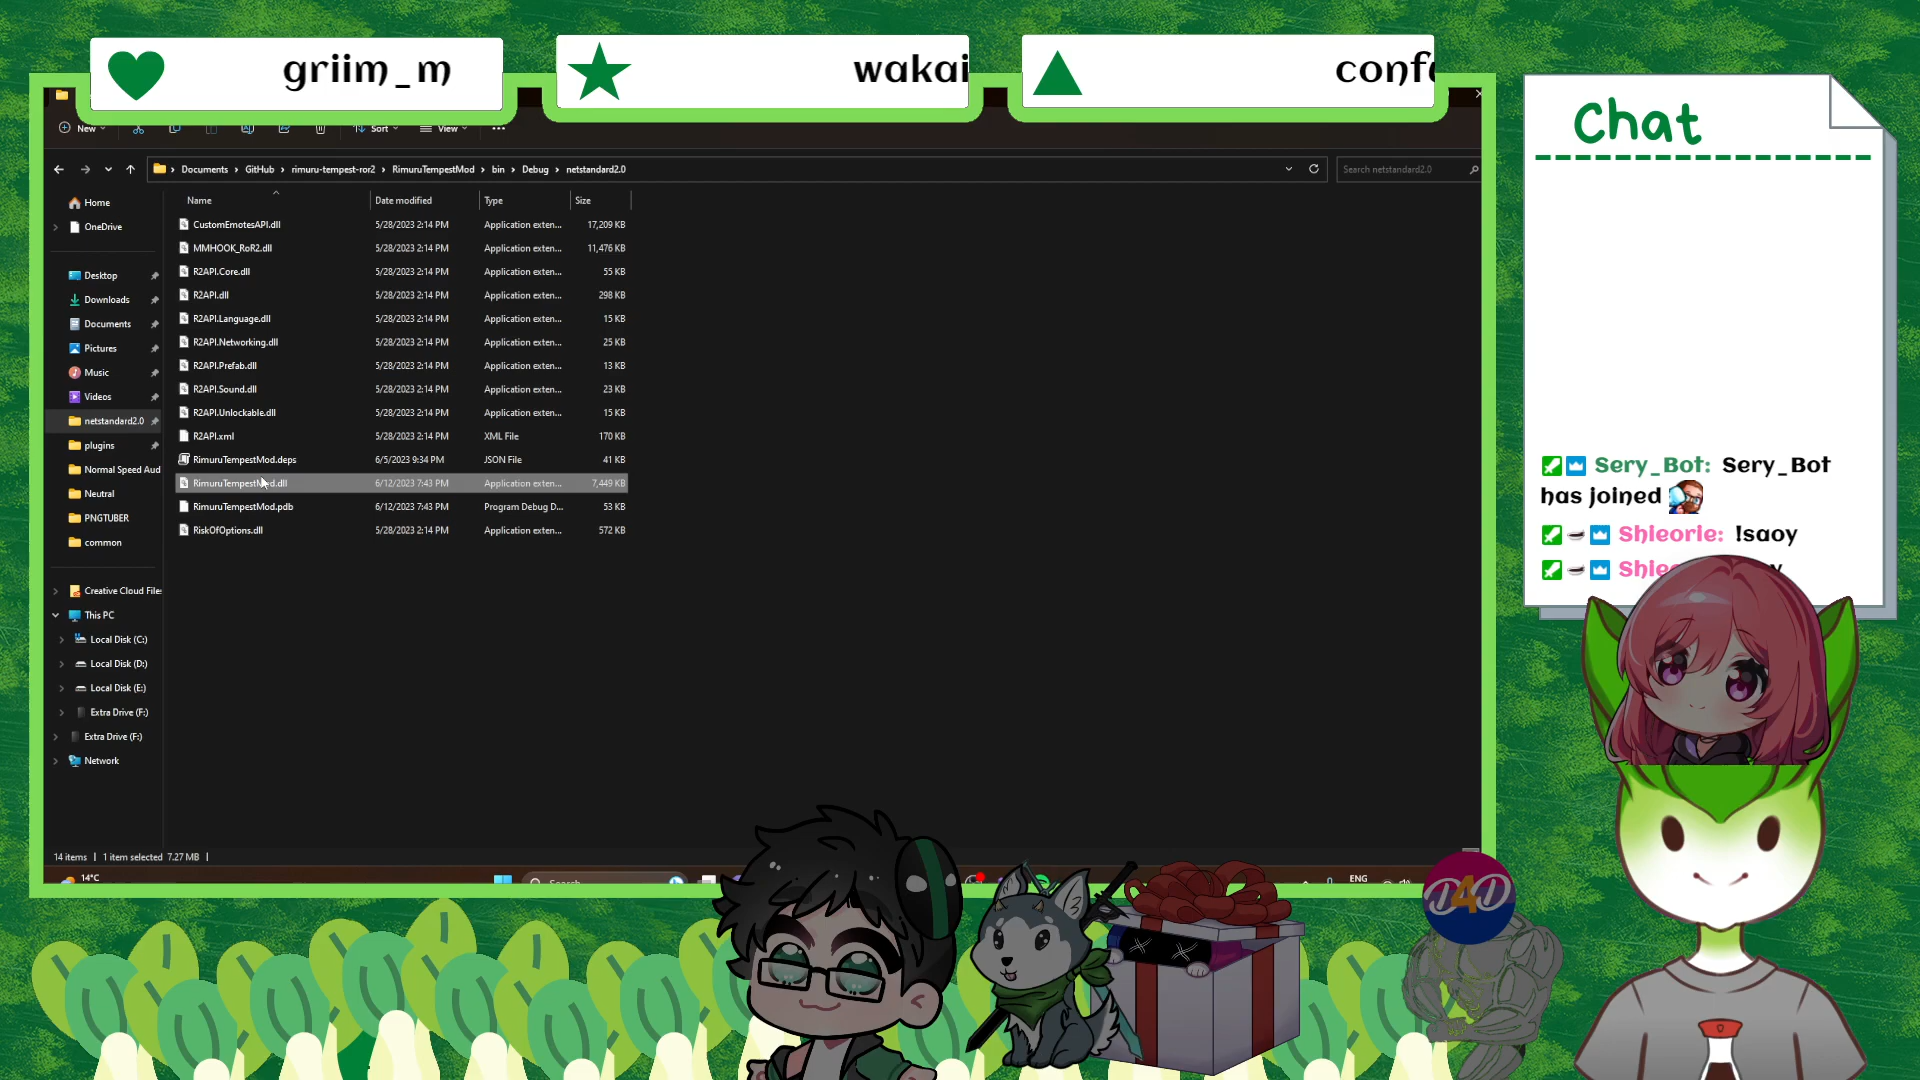 griim_m
wakai
conf
New
Sort
View
Documents
GitHub
rimuru-tempest-ror2
RimuruTempestMod
bin
Debug
netstandard2.0
Search netstandard2.0
Name
Date modified
Type
Size
Home
OneDrive
Desktop
Downloads
Documents
Pictures
Music
Videos
netstandard2.0
plugins
Normal Speed Aud
Neutral
PNGTUBER
common
Creative Cloud Files
This PC
Local Disk (C:)
Local Disk (D:)
Local Disk (E:)
Extra Drive (F:)
Extra Drive (F:)
Network
CustomEmotesAPI.dll 5/28/2023 2:14 PM Application exten... 17,209 KB
MMHOOK_RoR2.dll 5/28/2023 2:14 PM Application exten... 11,476 KB
R2API.Core.dll 5/28/2023 2:14 PM Application exten... 55 KB
R2API.dll 5/28/2023 2:14 PM Application exten... 298 KB
R2API.Language.dll 5/28/2023 2:14 PM Application exten... 15 KB
R2API.Networking.dll 5/28/2023 2:14 PM Application exten... 25 KB
R2API.Prefab.dll 5/28/2023 2:14 PM Application exten... 13 KB
R2API.Sound.dll 5/28/2023 2:14 PM Application exten... 23 KB
R2API.Unlockable.dll 5/28/2023 2:14 PM Application exten... 15 KB
R2API.xml 5/28/2023 2:14 PM XML File 170 KB
RimuruTempestMod.deps 6/5/2023 9:34 PM JSON File 41 KB
RimuruTempestMod.dll 6/12/2023 7:43 PM Application exten... 7,449 KB
RimuruTempestMod.pdb 6/12/2023 7:43 PM Program Debug D... 53 KB
RiskOfOptions.dll 5/28/2023 2:14 PM Application exten... 572 KB
14 items
1 item selected 7.27 MB
14°C
Search
ENG
Chat
Sery_Bot: Sery_Bot
has joined
Shieorie: !saoy
Shie
D4D